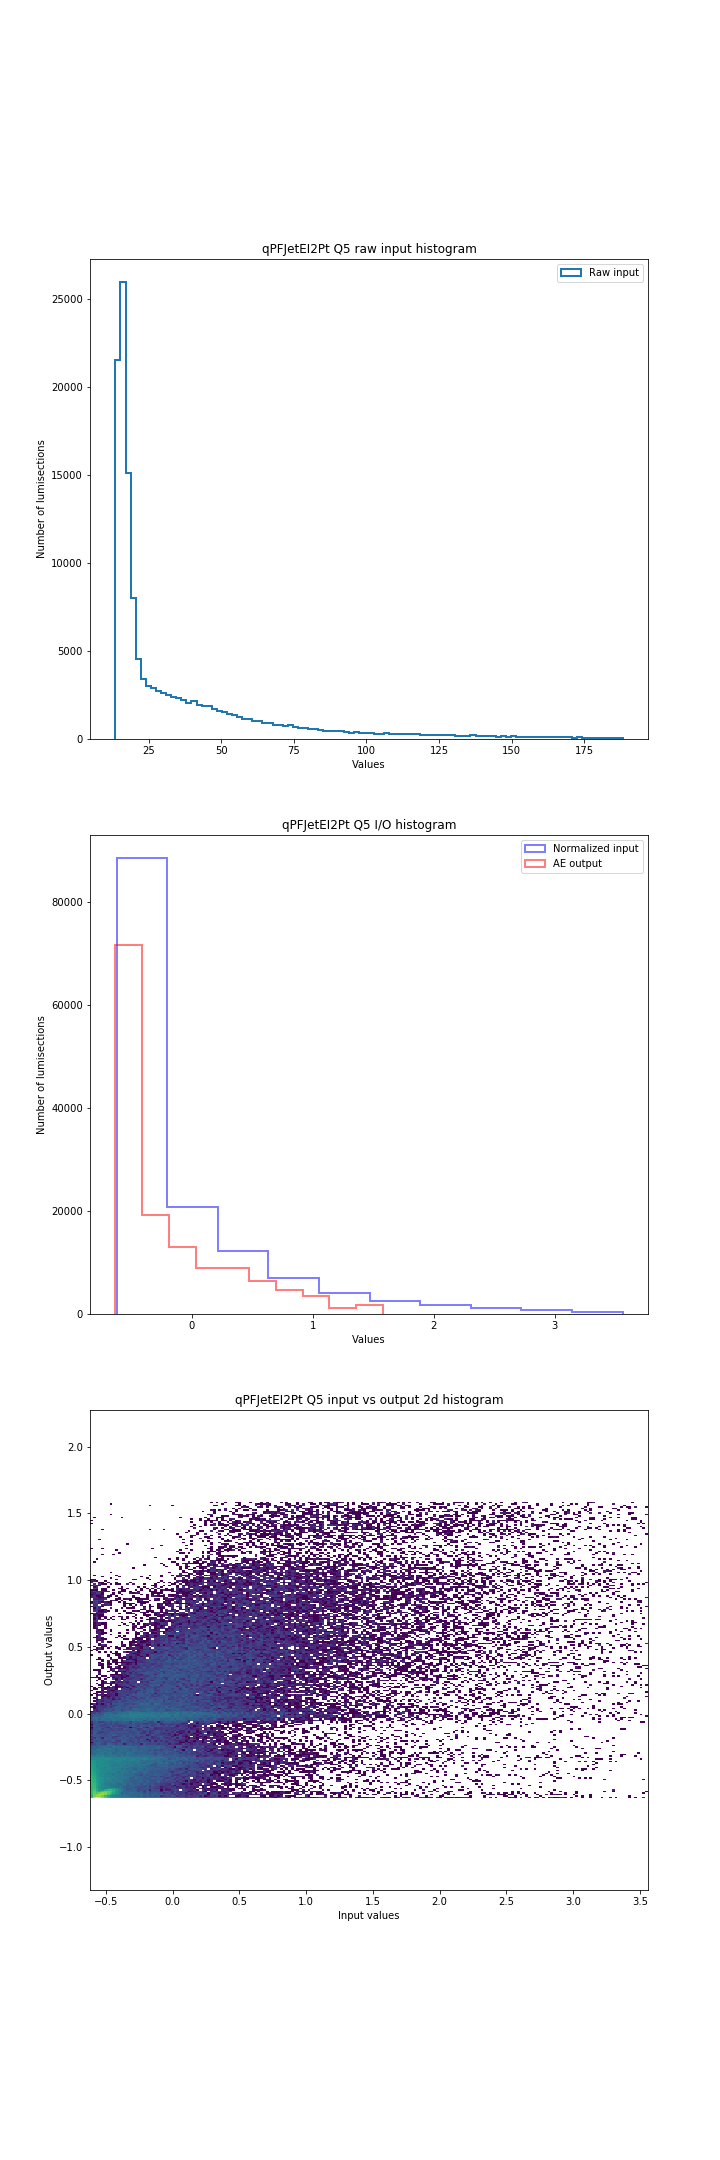 qPFJetEI2Pt Q5 raw input histogram
Raw input
25000
20000
15000
10000
5000
0
Number of lumisections
25 50 75 100 125 150 175
Values
qPFJetEI2Pt Q5 I/O histogram
Normalized input
AE output
80000
60000
40000
20000
0
Number of lumisections
0 1 2 3
Values
qPFJetEI2Pt Q5 input vs output 2d histogram
2.0
1.5
1.0
0.5
0.0
−0.5
−1.0
Output values
−0.5 0.0 0.5 1.0 1.5 2.0 2.5 3.0 3.5
Input values